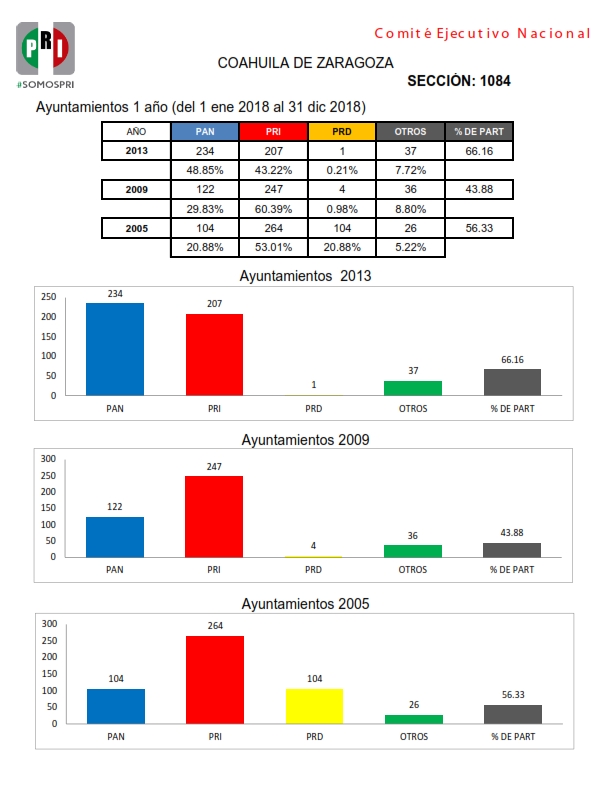 Comité Ejecutivo Nacional
PRI
#SOMOSPRI
COAHUILA DE ZARAGOZA
SECCIÓN: 1084
Ayuntamientos 1 año (del 1 ene 2018 al 31 dic 2018)
AÑO PAN PRI PRD OTROS % DE PART
2013 234 207 1 37 66.16
48.85% 43.22% 0.21% 7.72%
2009 122 247 4 36 43.88
29.83% 60.39% 0.98% 8.80%
2005 104 264 104 26 56.33
20.88% 53.01% 20.88% 5.22%
Ayuntamientos 2013
250
200
150
100
50
0
234 207 1 37 66.16
PAN PRI PRD OTROS % DE PART
Ayuntamientos 2009
300
250
200
150
100
50
0
122 247 4 36 43.88
PAN PRI PRD OTROS % DE PART
Ayuntamientos 2005
300
250
200
150
100
50
0
104 264 104 26 56.33
PAN PRI PRD OTROS % DE PART